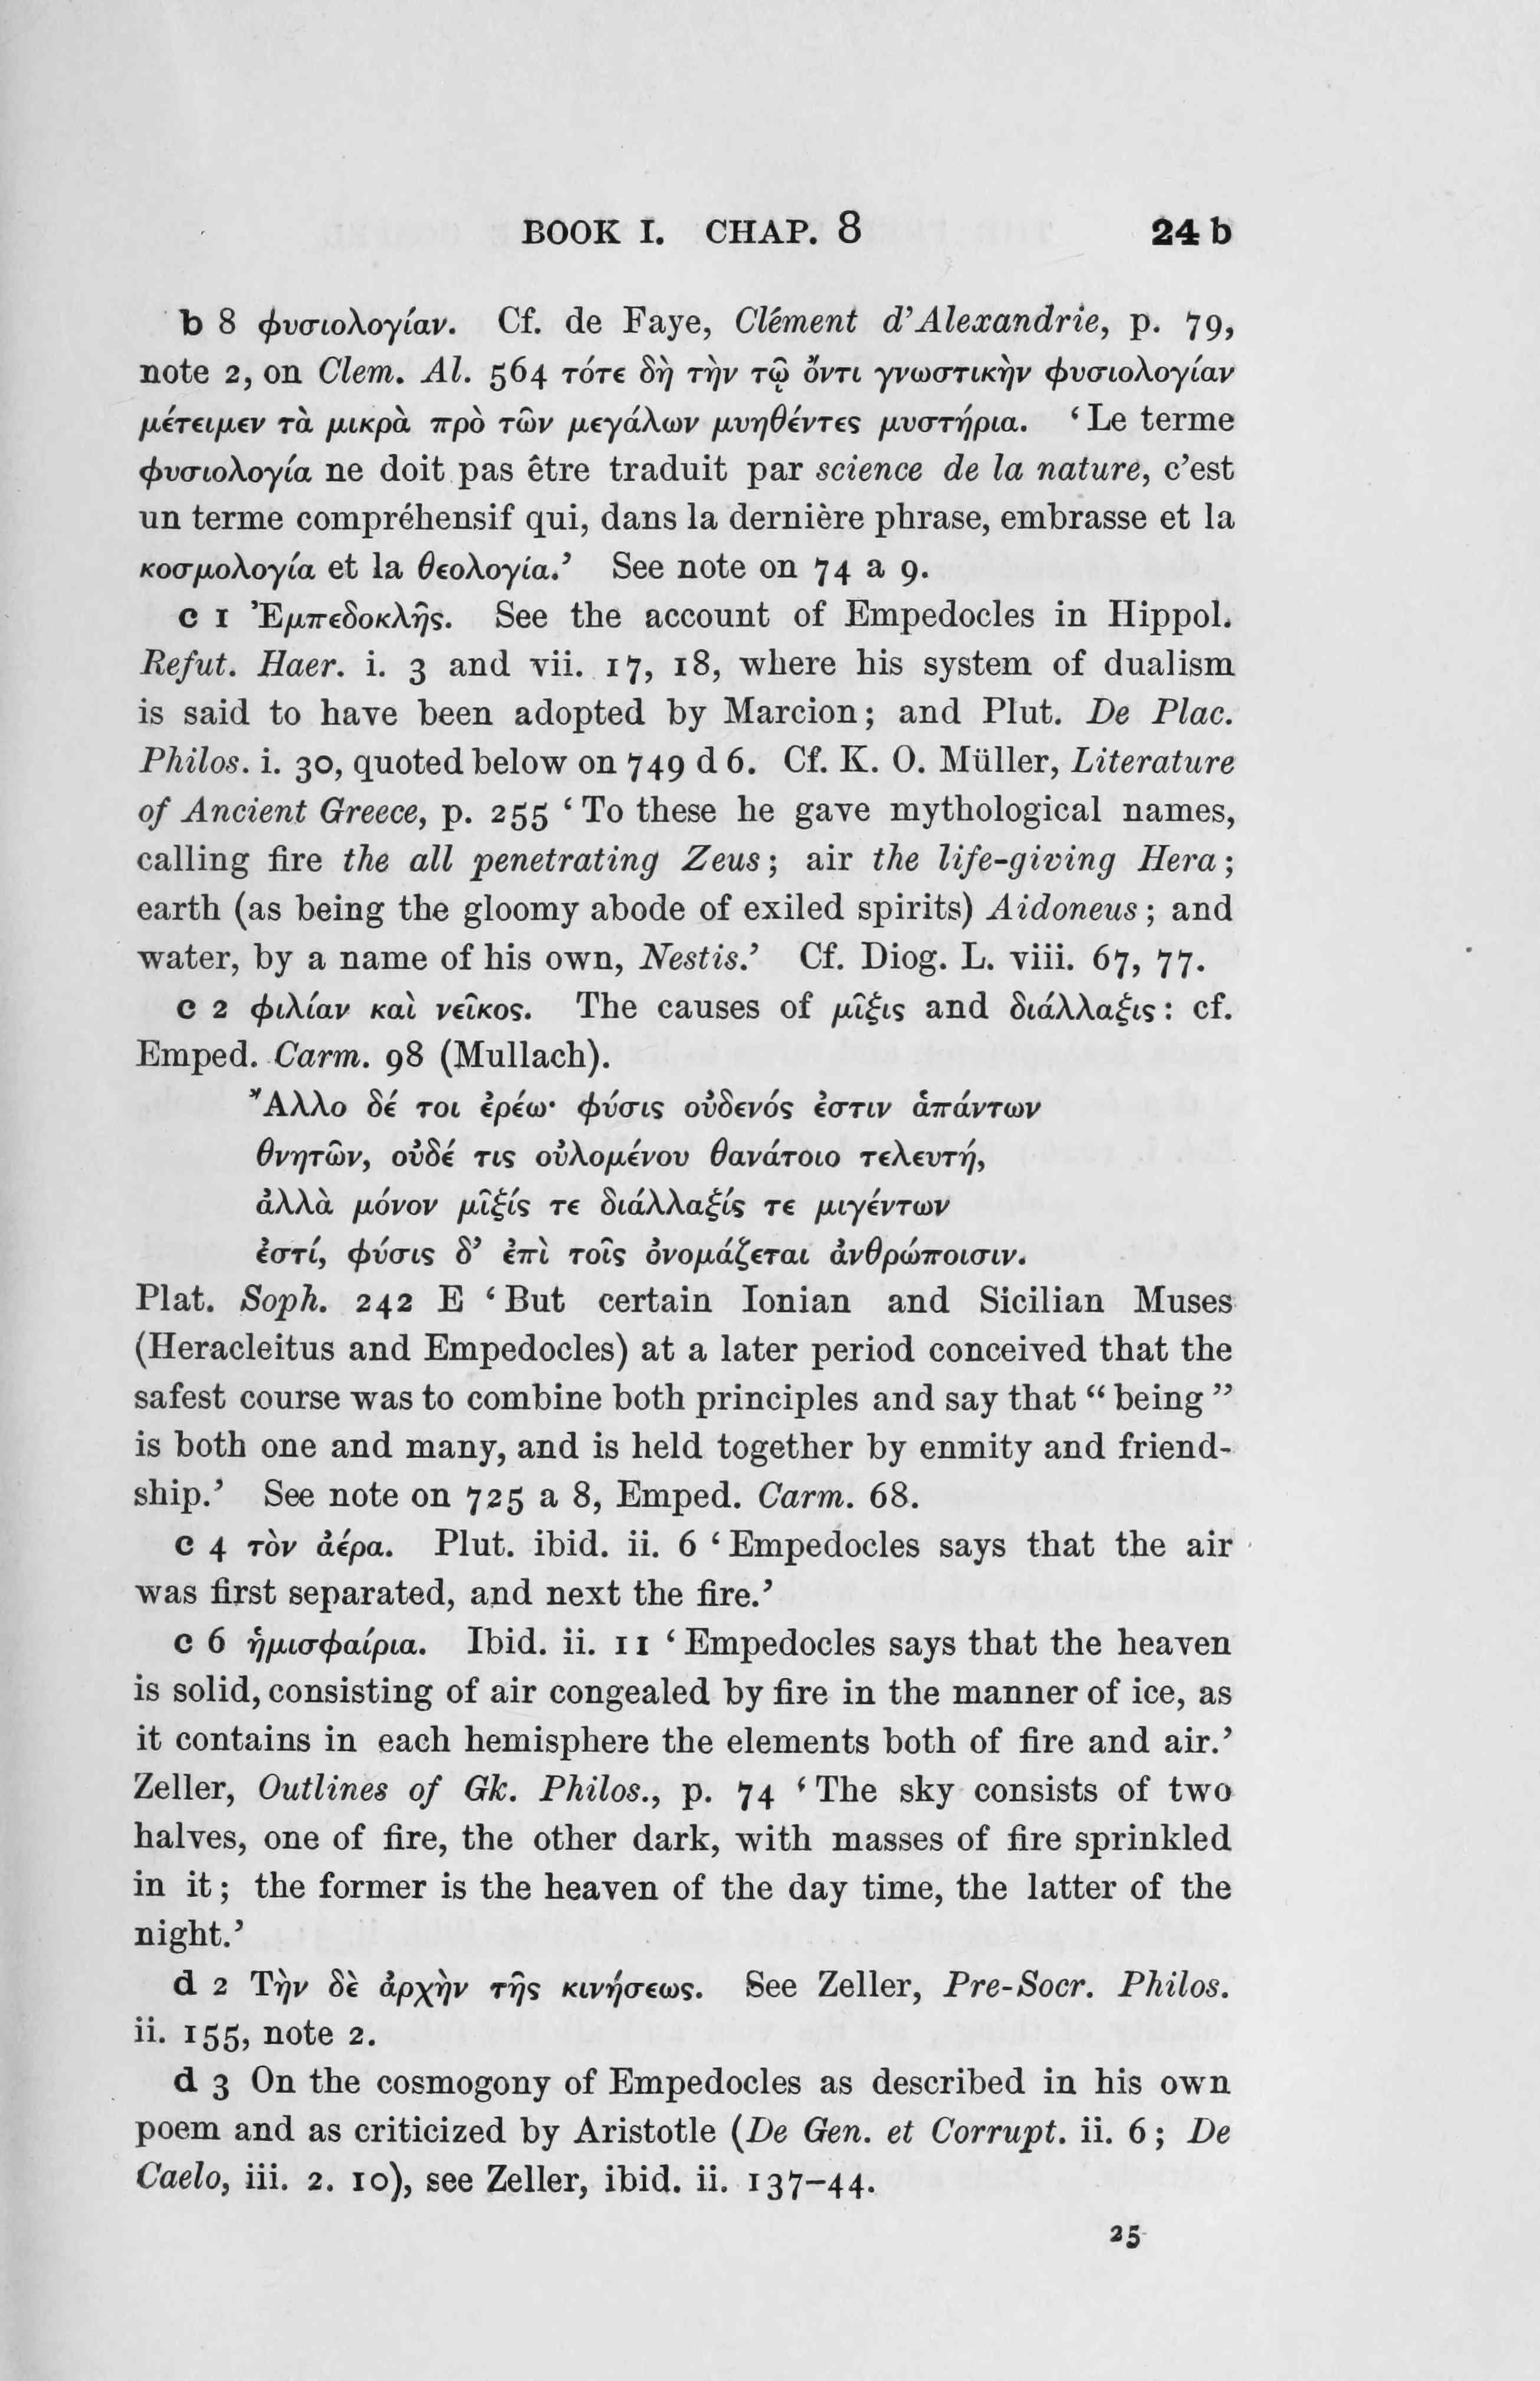 BOOK I. CHAP. 8 24 b
b 8 φυσιολογίαν. Cf. de Faye, Clément d'Alexandrie, p. 79,
note 2, on Clem. Al. 564 τότε δὴ τὴν τῷ ὄντι γνωστικὴν φυσιολογίαν
μέτειμεν τὰ μικρὰ πρὸ τῶν μεγάλων μυηθέντες μυστήρια. ‘Le terme
φυσιολογία ne doit pas être traduit par science de la nature, c'est
un terme compréhensif qui, dans la dernière phrase, embrasse et la
κοσμολογία et la θεολογία.’ See note on 74 a 9.
c 1 Ἐμπεδοκλῆς. See the account of Empedocles in Hippol.
Refut. Haer. i. 3 and vii. 17, 18, where his system of dualism
is said to have been adopted by Marcion; and Plut. De Plac.
Philos. i. 30, quoted below on 749 d 6. Cf. K. O. Müller, Literature
of Ancient Greece, p. 255 ‘To these he gave mythological names,
calling fire the all penetrating Zeus; air the life-giving Hera;
earth (as being the gloomy abode of exiled spirits) Aidoneus; and
water, by a name of his own, Nestis.’ Cf. Diog. L. viii. 67, 77.
c 2 φιλίαν καὶ νεῖκος. The causes of μῖξις and διάλλαξις: cf.
Emped. Carm. 98 (Mullach).
Ἄλλο δέ τοι ἐρέω· φύσις οὐδενός ἐστιν ἁπάντων
θνητῶν, οὐδέ τις οὐλομένου θανάτοιο τελευτή,
ἀλλὰ μόνον μῖξίς τε διάλλαξίς τε μιγέντων
ἐστί, φύσις δ’ ἐπὶ τοῖς ὀνομάζεται ἀνθρώποισιν.
Plat. Soph. 242 E ‘But certain Ionian and Sicilian Muses
(Heracleitus and Empedocles) at a later period conceived that the
safest course was to combine both principles and say that “being”
is both one and many, and is held together by enmity and friend-
ship.’ See note on 725 a 8, Emped. Carm. 68.
c 4 τὸν ἀέρα. Plut. ibid. ii. 6 ‘Empedocles says that the air
was first separated, and next the fire.’
c 6 ἡμισφαίρια. Ibid. ii. 11 ‘Empedocles says that the heaven
is solid, consisting of air congealed by fire in the manner of ice, as
it contains in each hemisphere the elements both of fire and air.’
Zeller, Outlines of Gk. Philos., p. 74 ‘The sky consists of two
halves, one of fire, the other dark, with masses of fire sprinkled
in it; the former is the heaven of the day time, the latter of the
night.’
d 2 Τὴν δὲ ἀρχὴν τῆς κινήσεως. See Zeller, Pre-Socr. Philos.
ii. 155, note 2.
d 3 On the cosmogony of Empedocles as described in his own
poem and as criticized by Aristotle (De Gen. et Corrupt. ii. 6; De
Caelo, iii. 2. 10), see Zeller, ibid. ii. 137–44.
25